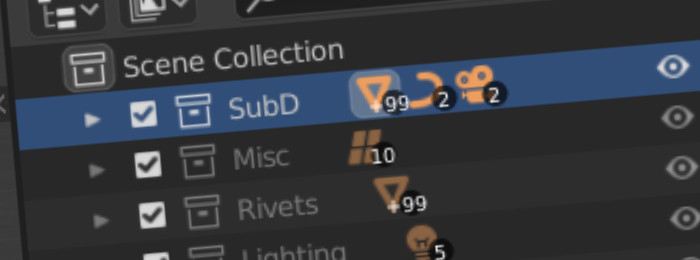 Scene Collection
SubD +99 2 2
Misc 10
Rivets +99
Lighting 5